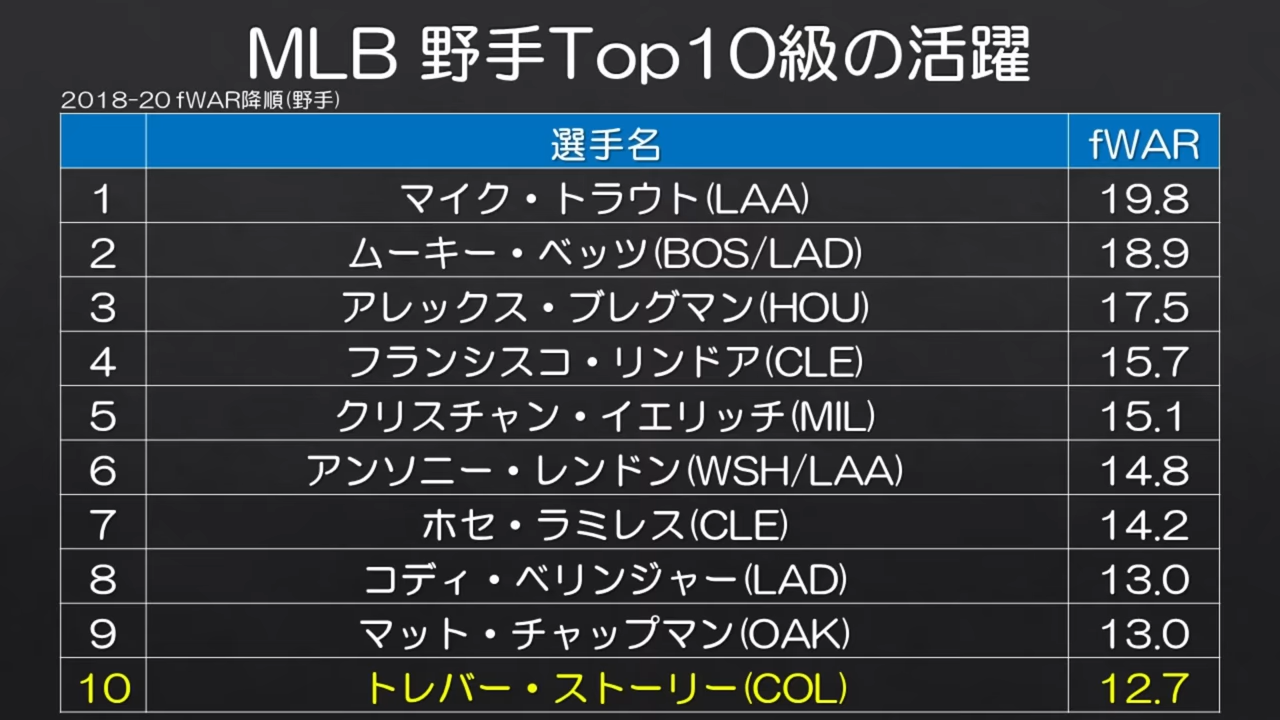 MLB 野手Top10級の活躍
2018-20 fWAR降順(野手)
選手名 fWAR
1 マイク・トラウト(LAA) 19.8
2 ムーキー・ベッツ(BOS/LAD) 18.9
3 アレックス・ブレグマン(HOU) 17.5
4 フランシスコ・リンドア(CLE) 15.7
5 クリスチャン・イエリッチ(MIL) 15.1
6 アンソニー・レンドン(WSH/LAA) 14.8
7 ホセ・ラミレス(CLE) 14.2
8 コディ・ベリンジャー(LAD) 13.0
9 マット・チャップマン(OAK) 13.0
10 トレバー・ストーリー(COL) 12.7